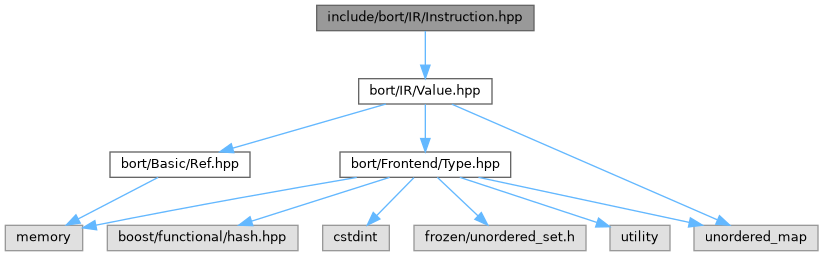 include/bort/IR/Instruction.hpp
bort/IR/Value.hpp
bort/Basic/Ref.hpp
bort/Frontend/Type.hpp
memory
boost/functional/hash.hpp
cstdint
frozen/unordered_set.h
utility
unordered_map